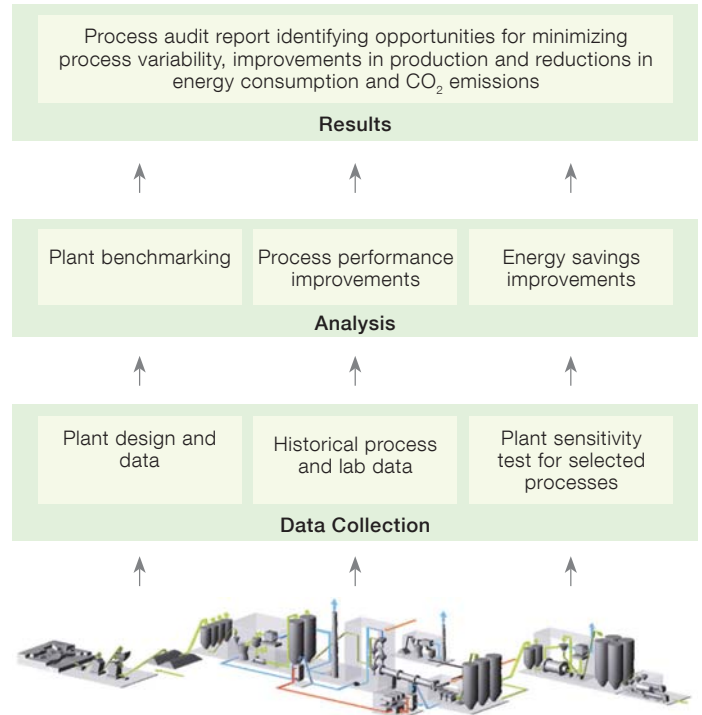 Process audit report identifying opportunities for minimizing
process variability, improvements in production and reductions in
energy consumption and CO₂ emissions
Results
Plant benchmarking
Process performance
improvements
Energy savings
improvements
Analysis
Plant design and
data
Historical process
and lab data
Plant sensitivity
test for selected
processes
Data Collection